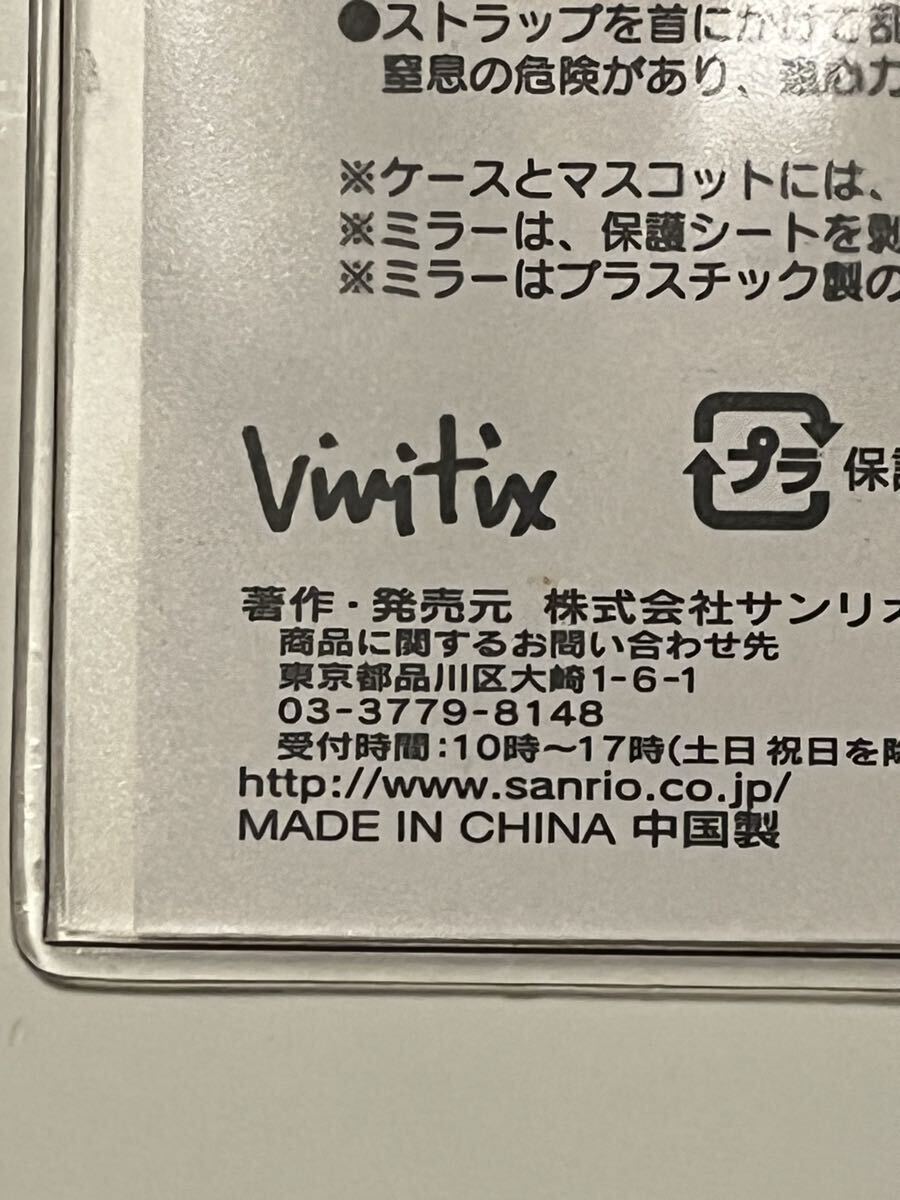 ●ストラップを首にかけて
窒息の危険があり、
※ケースとマスコットには、
※ミラーは、保護シートを剥
※ミラーはプラスチック製の
Vivitix
プラ 保護
著作・発売元 株式会社サンリオ
商品に関するお問い合わせ先
東京都品川区大崎1-6-1
03-3779-8148
受付時間:10時〜17時(土日祝日を除
http://www.sanrio.co.jp/
MADE IN CHINA 中国製